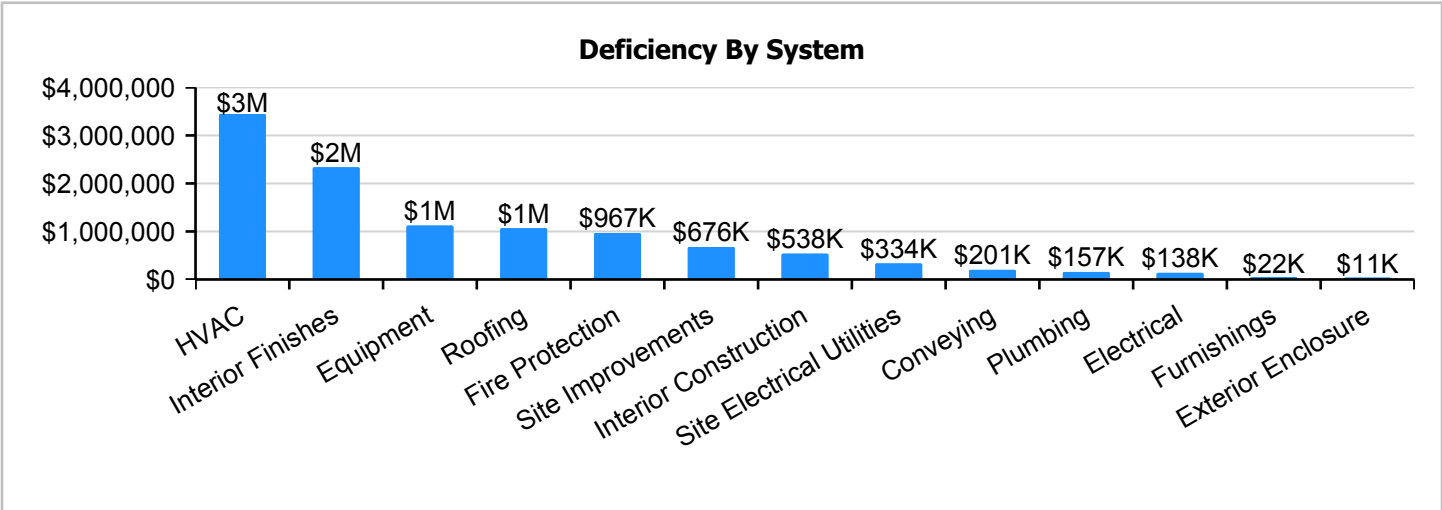 Deficiency By System
$4,000,000
$3,000,000
$2,000,000
$1,000,000
$0
$3M
$2M
$1M
$1M
$967K
$676K
$538K
$334K
$201K
$157K
$138K
$22K
$11K
HVAC
Interior Finishes
Equipment
Roofing
Fire Protection
Site Improvements
Interior Construction
Site Electrical Utilities
Conveying
Plumbing
Electrical
Furnishings
Exterior Enclosure